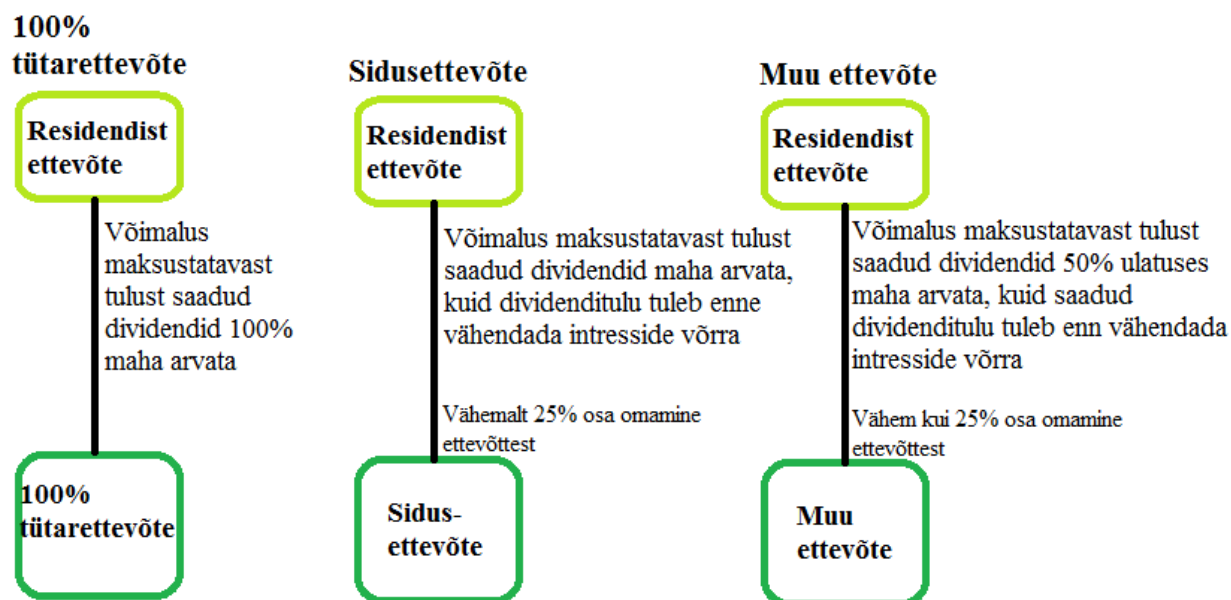 100%
tütarettevõte
Residendist
ettevõte
Võimalus
maksustatavast
tulust saadud
dividendid 100%
maha arvata
100%
tütarettevõte
Sidusettevõte
Residendist
ettevõte
Võimalus maksustatavast tulust
saadud dividendid maha arvata,
kuid dividenditulu tuleb enne
vähendada intresside võrra
Vähemalt 25% osa omamine
ettevõttest
Sidus-
ettevõte
Muu ettevõte
Residendist
ettevõte
Võimalus maksustatavast tulust
saadud dividendid 50% ulatuses
maha arvata, kuid saadud
dividenditulu tuleb enn vähendada
intresside võrra
Vähem kui 25% osa omamine
ettevõttest
Muu
ettevõte